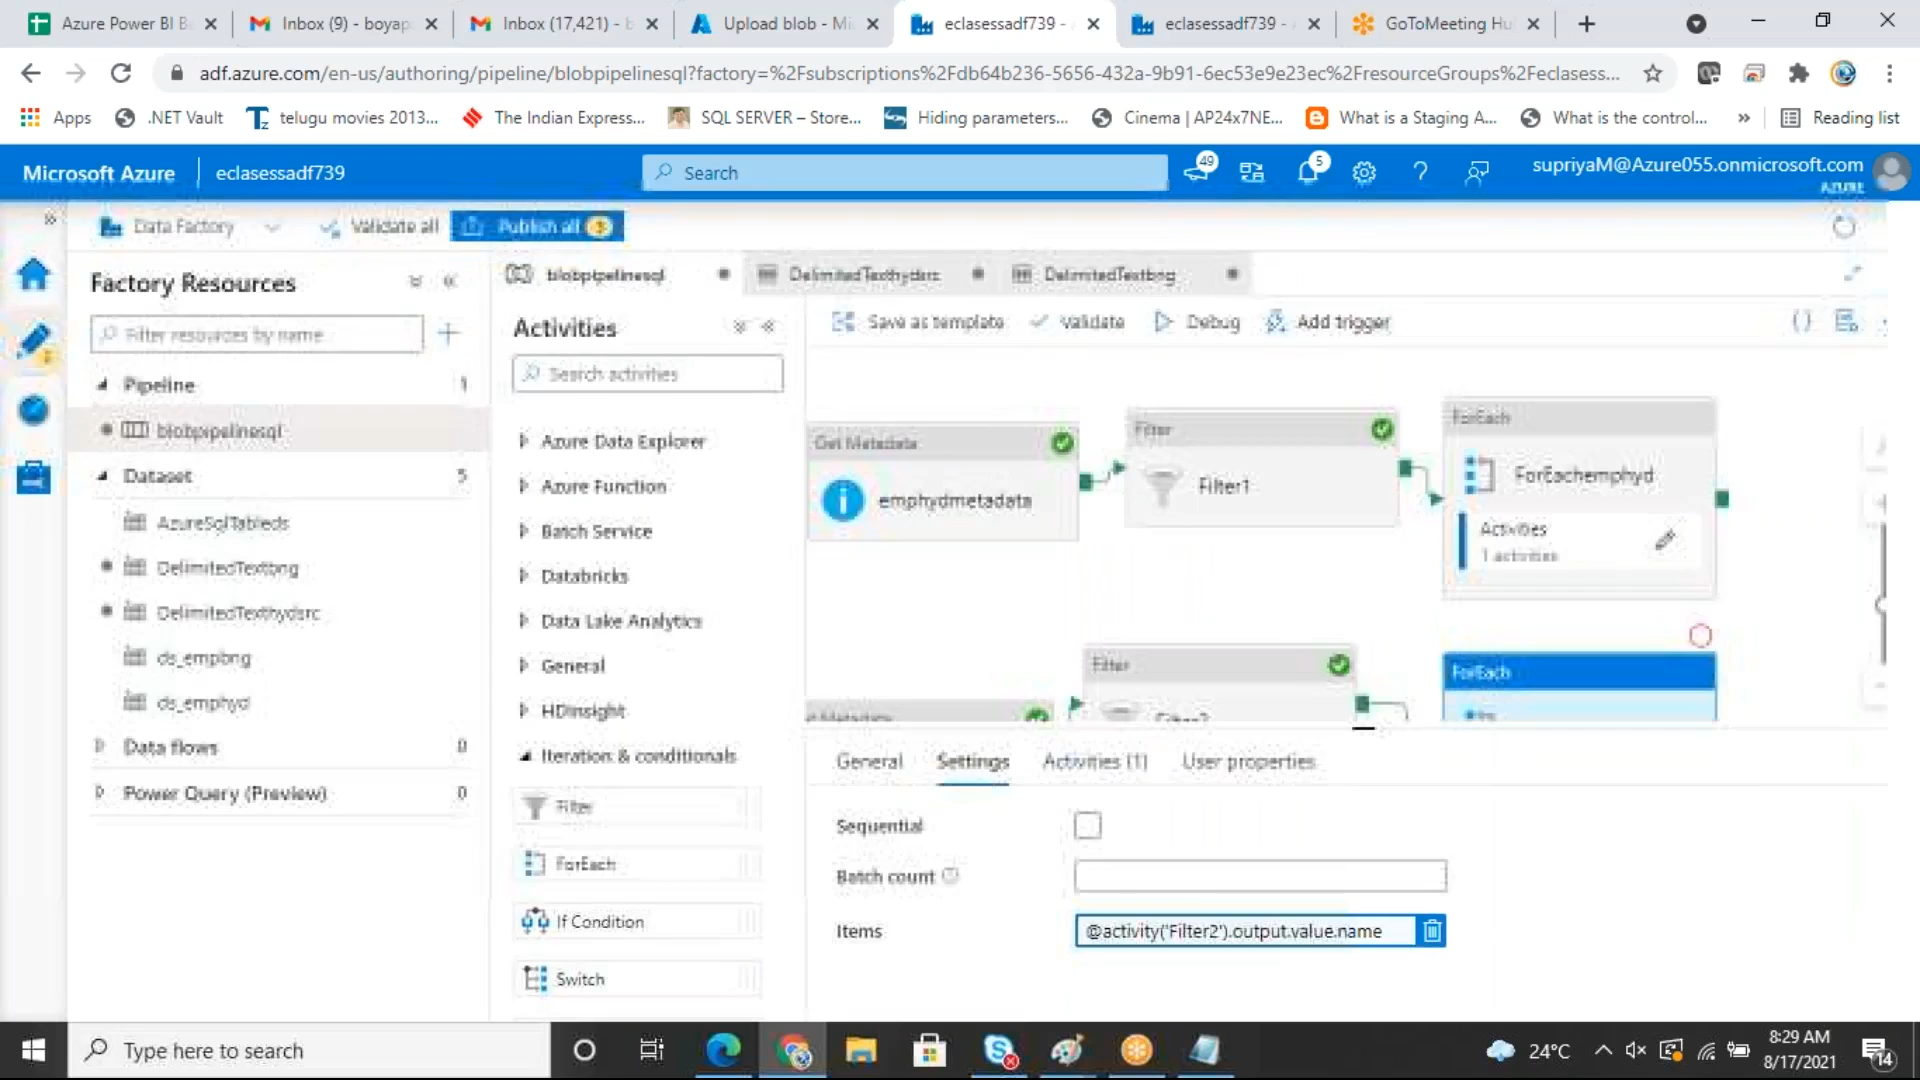 Azure Power BI B
Inbox (9) - boyap
Inbox (17,421) - b
Upload blob - Mi
eclasessadf739 -
eclasessadf739 -
GoToMeeting Hu
adf.azure.com/en-us/authoring/pipeline/blobpipelinesql?factory=%2Fsubscriptions%2Fdb64b236-5656-432a-9b91-6ec53e9e23ec%2FresourceGroups%2Feclasess...
Apps
.NET Vault
telugu movies 2013...
The Indian Express...
SQL SERVER – Store...
Hiding parameters...
Cinema | AP24x7NE...
What is a Staging A...
What is the control...
»
Reading list
Microsoft Azure
eclasessadf739
Search
49
5
supriyaM@Azure055.onmicrosoft.com
AZURE
Data Factory
Validate all
Publish all
Factory Resources
Filter resources by name
Pipeline 1
blobpipelinesql
Dataset 5
AzureSqlTableds
DelimitedTextbng
DelimitedTexthydsrc
ds_empbng
ds_emphyd
Data flows 0
Power Query (Preview) 0
blobpipelinesql
DelimitedTexthydsrc
DelimitedTextbng
Activities
Search activities
Azure Data Explorer
Azure Function
Batch Service
Databricks
Data Lake Analytics
General
HDInsight
Iteration & conditionals
Filter
ForEach
If Condition
Switch
Save as template
Validate
Debug
Add trigger
Get Metadata
emphydmetadata
Filter
Filter1
ForEach
ForEachemphyd
Activities
1 activities
Metadata
Filter
Filter2
ForEach
General
Settings
Activities (1)
User properties
Sequential
Batch count
Items
@activity('Filter2').output.value.name
Type here to search
24°C
8:29 AM
8/17/2021
14